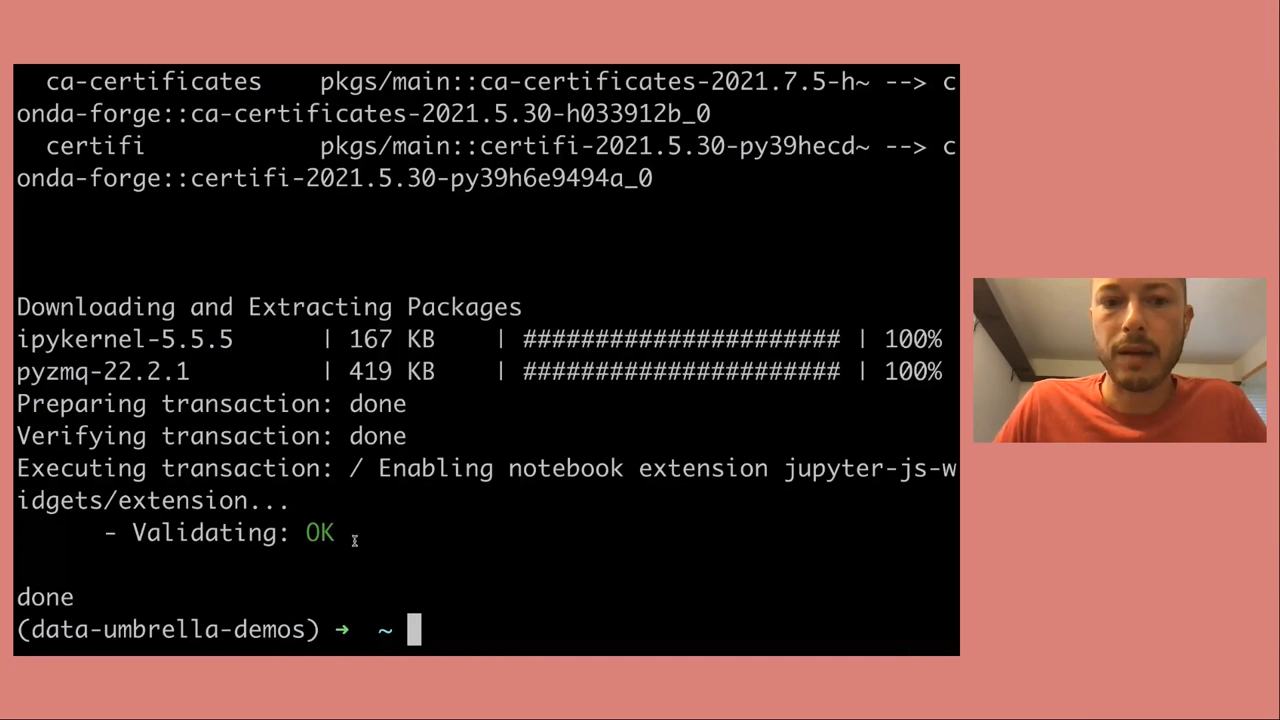 ca-certificates pkgs/main::ca-certificates-2021.7.5-h~ --> c
onda-forge::ca-certificates-2021.5.30-h033912b_0
certifi pkgs/main::certifi-2021.5.30-py39hecd~ --> c
onda-forge::certifi-2021.5.30-py39h6e9494a_0
Downloading and Extracting Packages
ipykernel-5.5.5 | 167 KB | ###################### | 100%
pyzmq-22.2.1 | 419 KB | ###################### | 100%
Preparing transaction: done
Verifying transaction: done
Executing transaction: / Enabling notebook extension jupyter-js-w
idgets/extension...
- Validating: OK
done
(data-umbrella-demos) ➜ ~